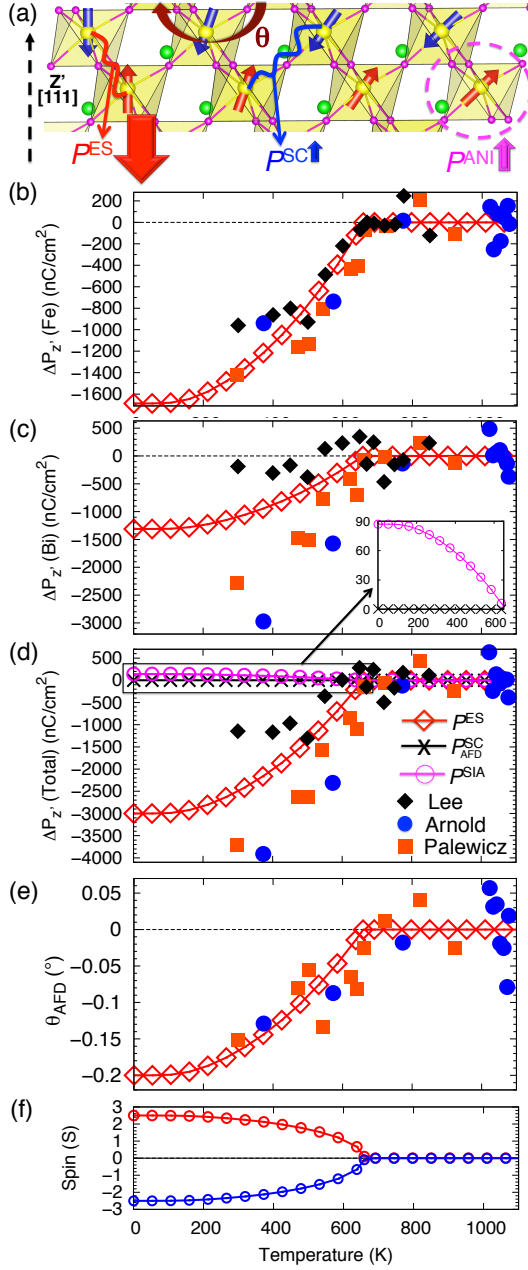 (a)
θ
Z'
[111]
P^ES
P^SC
P^ANI
(b)
200
0
−200
−400
−600
−800
−1000
−1200
−1400
−1600
ΔP_Z' (Fe) (nC/cm²)
(c)
500
0
−500
−1000
−1500
−2000
−2500
−3000
ΔP_Z' (Bi) (nC/cm²)
90
60
30
0
0 200 400 600
(d)
500
0
−500
−1000
−1500
−2000
−2500
−3000
−3500
−4000
ΔP_Z' (Total) (nC/cm²)
P^ES
P^SC_AFD
P^SIA
Lee
Arnold
Palewicz
(e)
0.05
0
−0.05
−0.1
−0.15
−0.2
θ_AFD (°)
(f)
3
2
1
0
−1
−2
−3
Spin (S)
0 200 400 600 800 1000
Temperature (K)